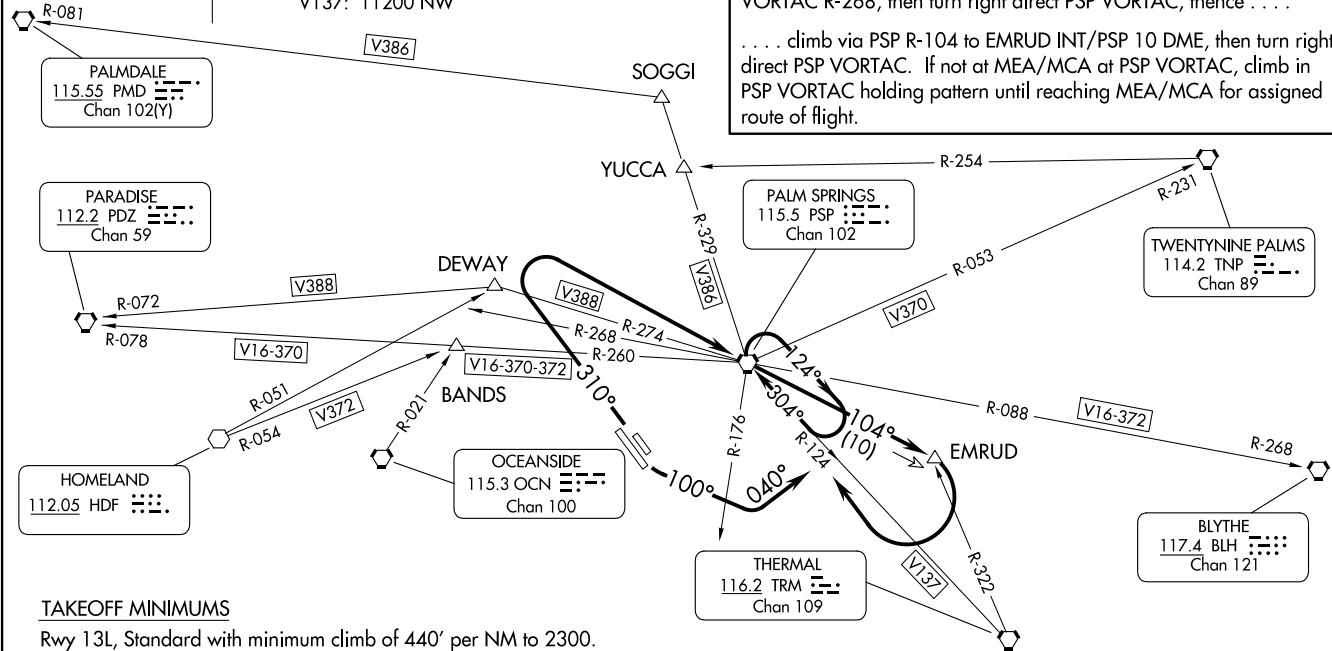 V137: 11200 NW
VORTAC R-268, then turn right direct PSP VORTAC, thence . . . .
. . . . climb via PSP R-104 to EMRUD INT/PSP 10 DME, then turn right
direct PSP VORTAC. If not at MEA/MCA at PSP VORTAC, climb in
PSP VORTAC holding pattern until reaching MEA/MCA for assigned
route of flight.
R-081
V386
PALMDALE
115.55 PMD
Chan 102(Y)
SOGGI
YUCCA
R-254
R-231
PARADISE
112.2 PDZ
Chan 59
PALM SPRINGS
115.5 PSP
Chan 102
TWENTYNINE PALMS
114.2 TNP
Chan 89
R-329
V386
R-053
V370
DEWAY
V388
R-072
V388
R-274
R-268
R-078
V16-370
R-260
V16-370-372
BANDS
310°
124°
304°
104°
(10)
R-088
V16-372
R-268
R-051
V372
R-054
R-021
R-176
R-124
EMRUD
HOMELAND
112.05 HDF
OCEANSIDE
115.3 OCN
Chan 100
100°
040°
BLYTHE
117.4 BLH
Chan 121
THERMAL
116.2 TRM
Chan 109
V137
R-322
TAKEOFF MINIMUMS
Rwy 13L, Standard with minimum climb of 440' per NM to 2300.